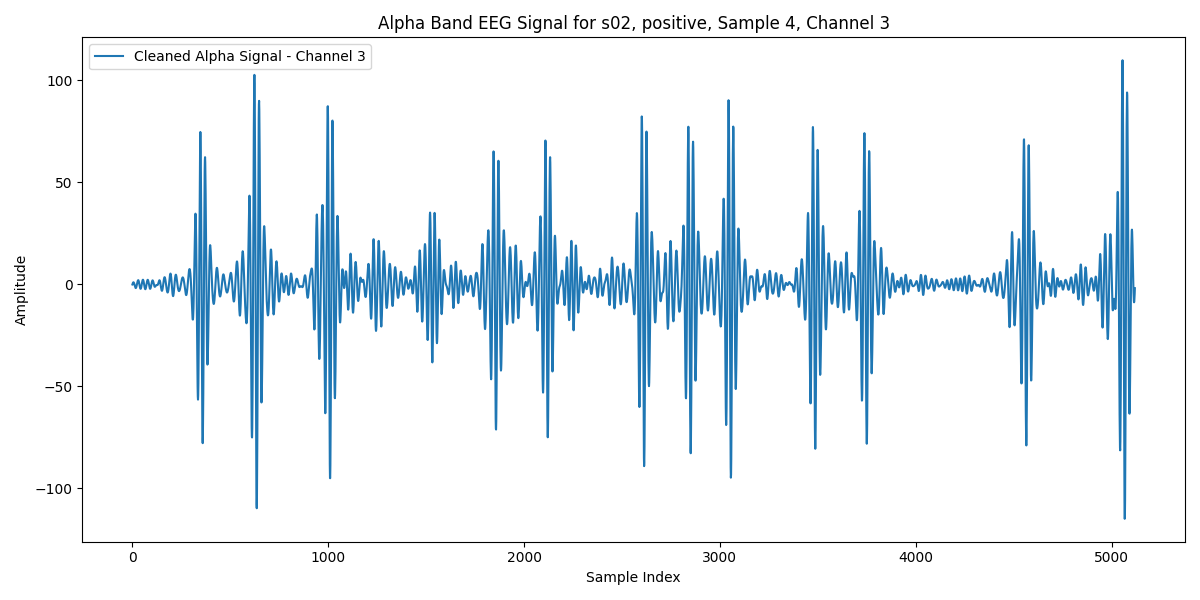 Alpha Band EEG Signal for s02, positive, Sample 4, Channel 3
Cleaned Alpha Signal - Channel 3
100
50
0
−50
−100
Amplitude
0 1000 2000 3000 4000 5000
Sample Index